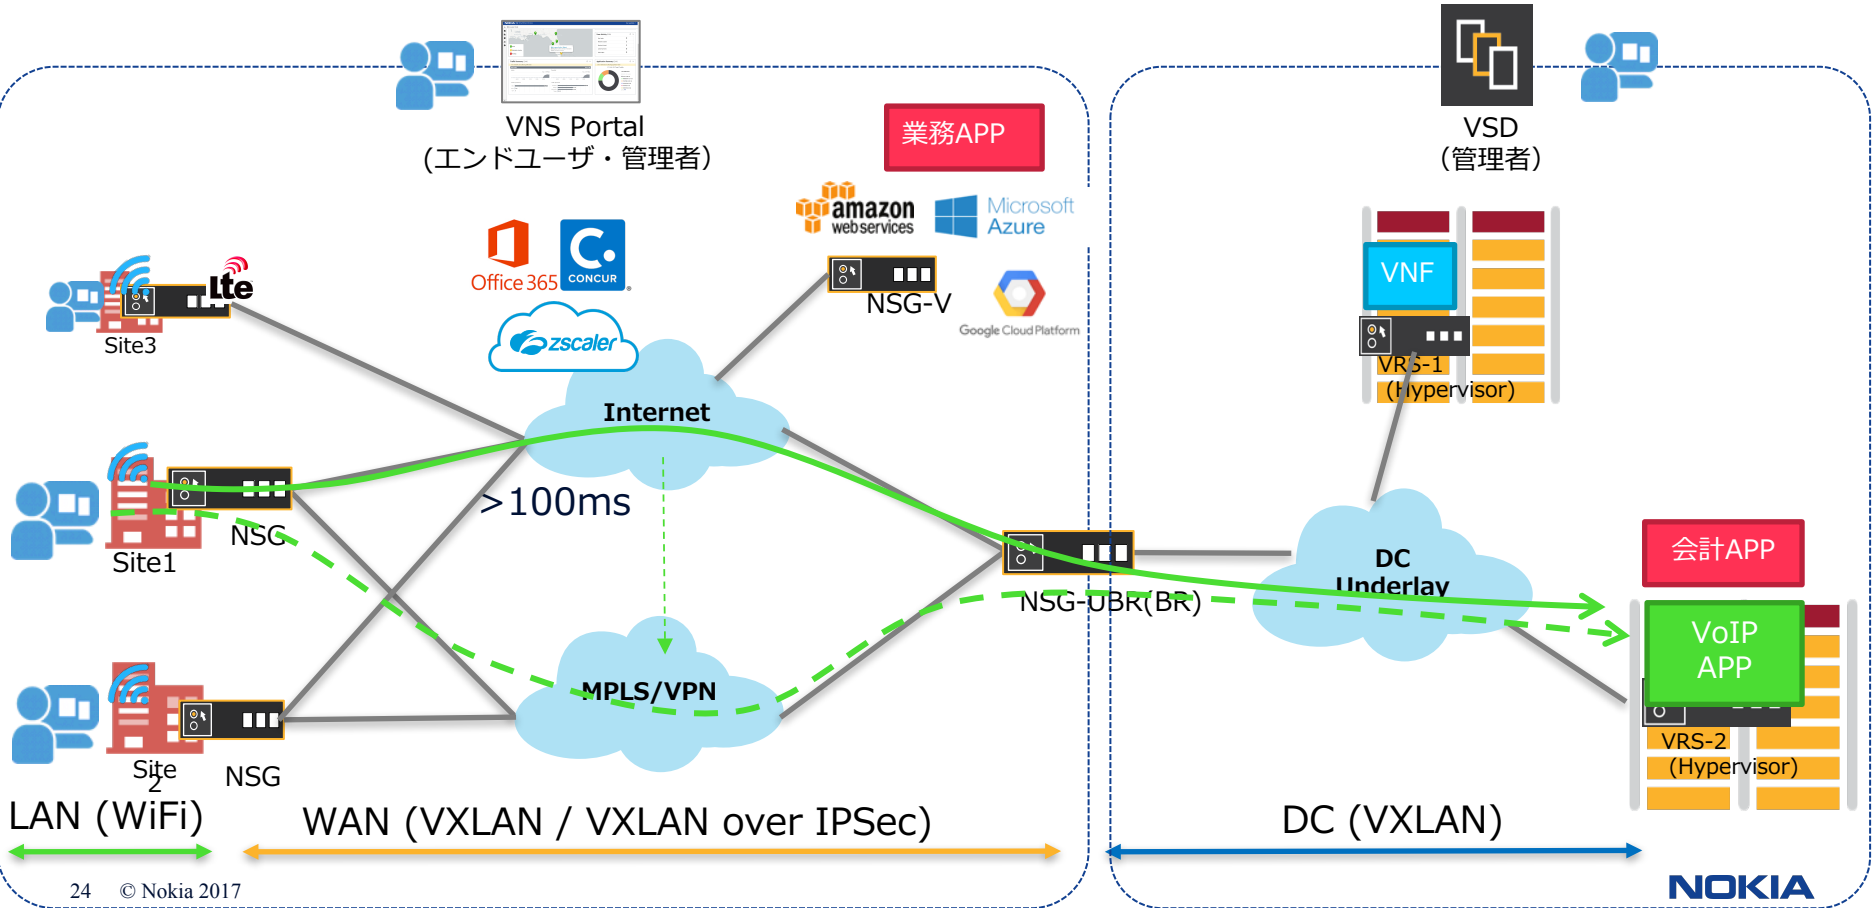 VNS Portal
(エンドユーザ・管理者)
業務APP
VSD
(管理者)
amazon
webservices
Microsoft
Azure
Office 365
C.
CONCUR
zscaler
NSG-V
Google Cloud Platform
VNF
VRS-1
(Hypervisor)
Lte
Site3
Internet
>100ms
NSG
Site1
NSG-UBR(BR)
DC
Underlay
会計APP
VoIP
APP
VRS-2
(Hypervisor)
MPLS/VPN
Site
2
NSG
LAN (WiFi)
WAN (VXLAN / VXLAN over IPSec)
DC (VXLAN)
24 © Nokia 2017
NOKIA